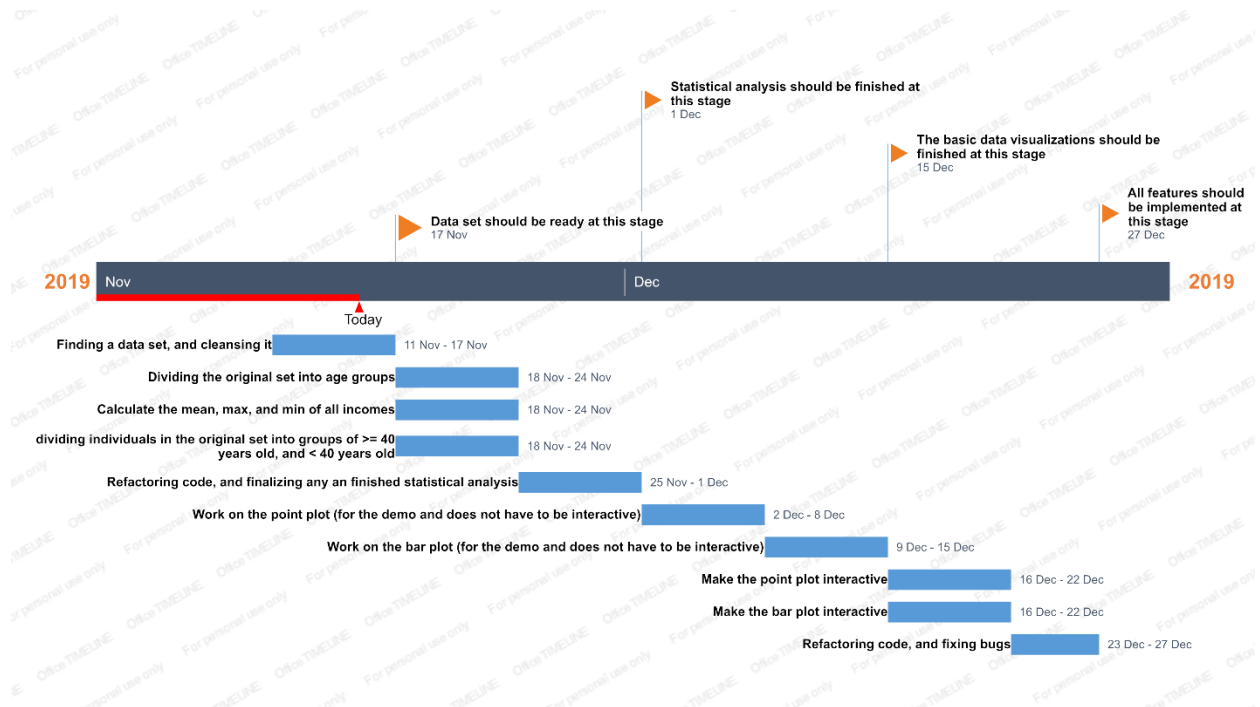 Statistical analysis should be finished at
this stage
1 Dec
The basic data visualizations should be
finished at this stage
15 Dec
All features should
be implemented at
this stage
27 Dec
Data set should be ready at this stage
17 Nov
2019
Nov
Dec
2019
Today
Finding a data set, and cleansing it
11 Nov - 17 Nov
Dividing the original set into age groups
18 Nov - 24 Nov
Calculate the mean, max, and min of all incomes
18 Nov - 24 Nov
dividing individuals in the original set into groups of >= 40
years old, and < 40 years old
18 Nov - 24 Nov
Refactoring code, and finalizing any an finished statistical analysis
25 Nov - 1 Dec
Work on the point plot (for the demo and does not have to be interactive)
2 Dec - 8 Dec
Work on the bar plot (for the demo and does not have to be interactive)
9 Dec - 15 Dec
Make the point plot interactive
16 Dec - 22 Dec
Make the bar plot interactive
16 Dec - 22 Dec
Refactoring code, and fixing bugs
23 Dec - 27 Dec
For personal use only
Office TIMELINE